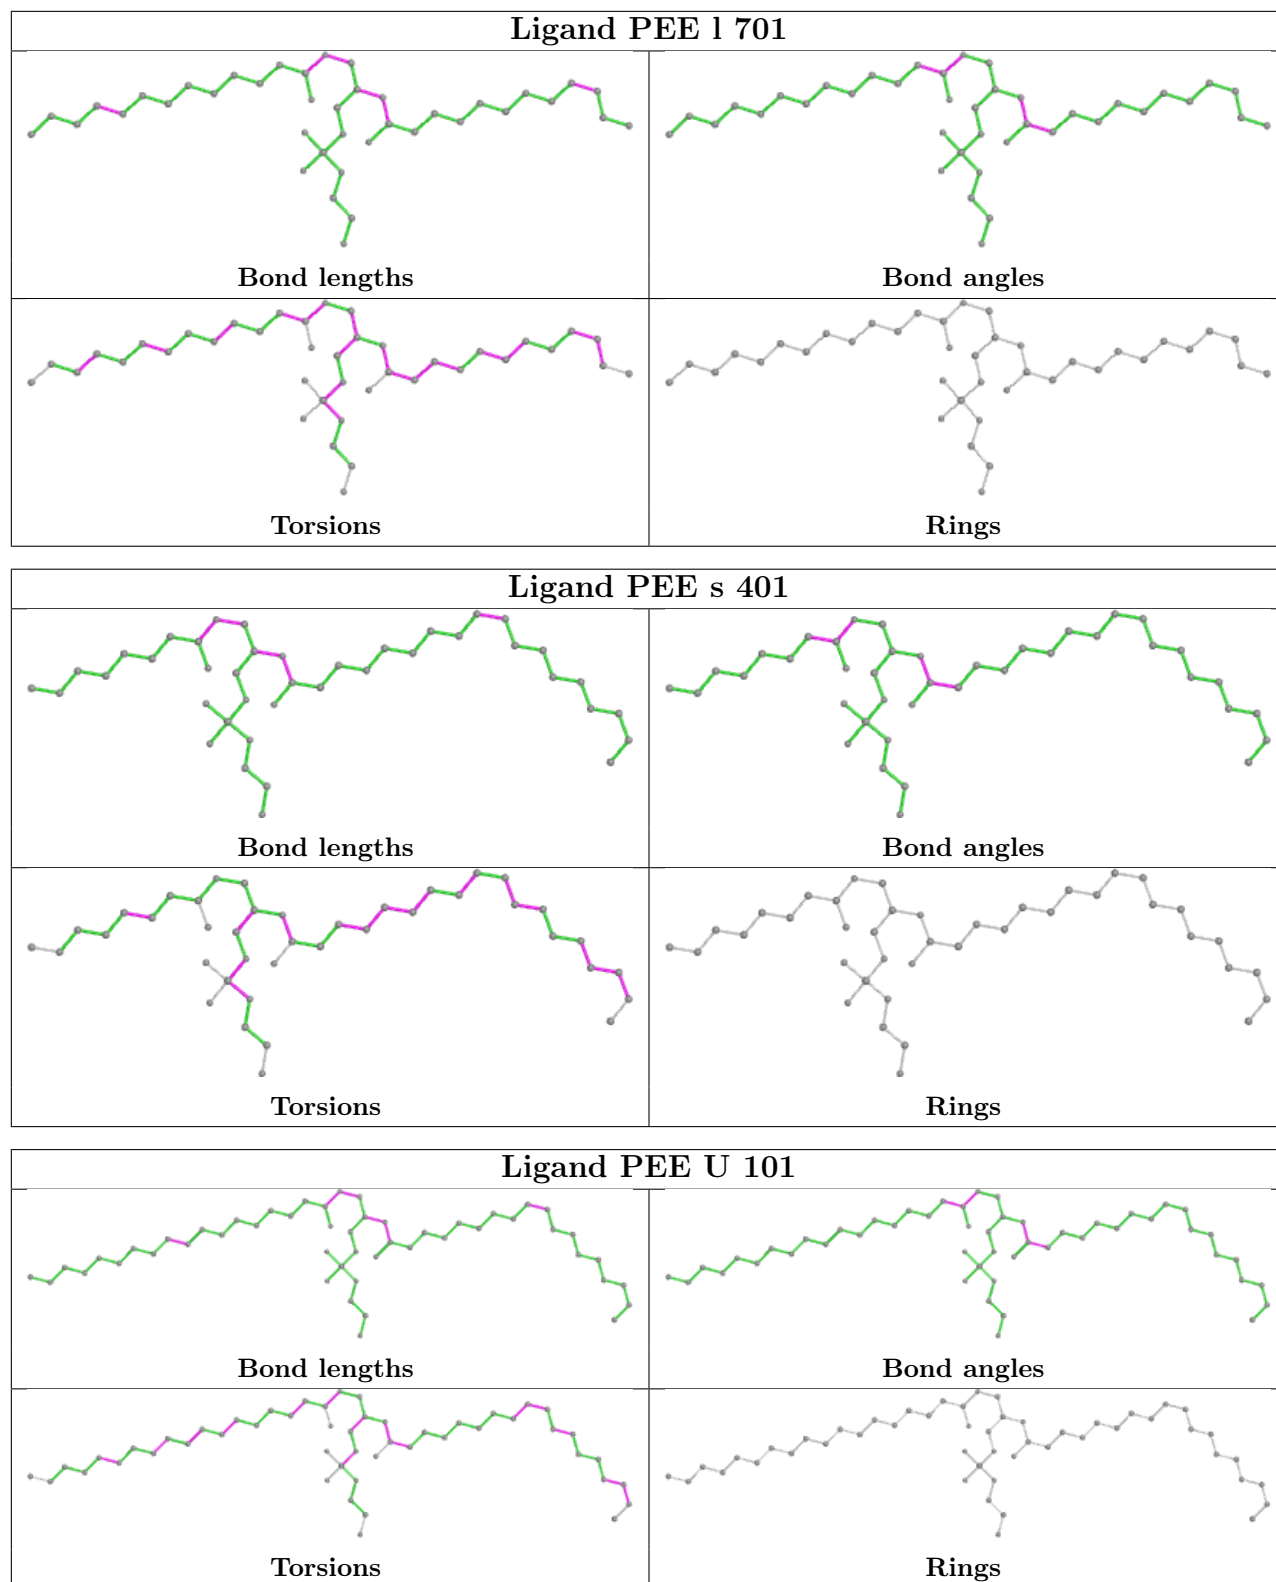 Ligand PEE l 701
Bond lengths
Bond angles
Torsions
Rings
Ligand PEE s 401
Bond lengths
Bond angles
Torsions
Rings
Ligand PEE U 101
Bond lengths
Bond angles
Torsions
Rings